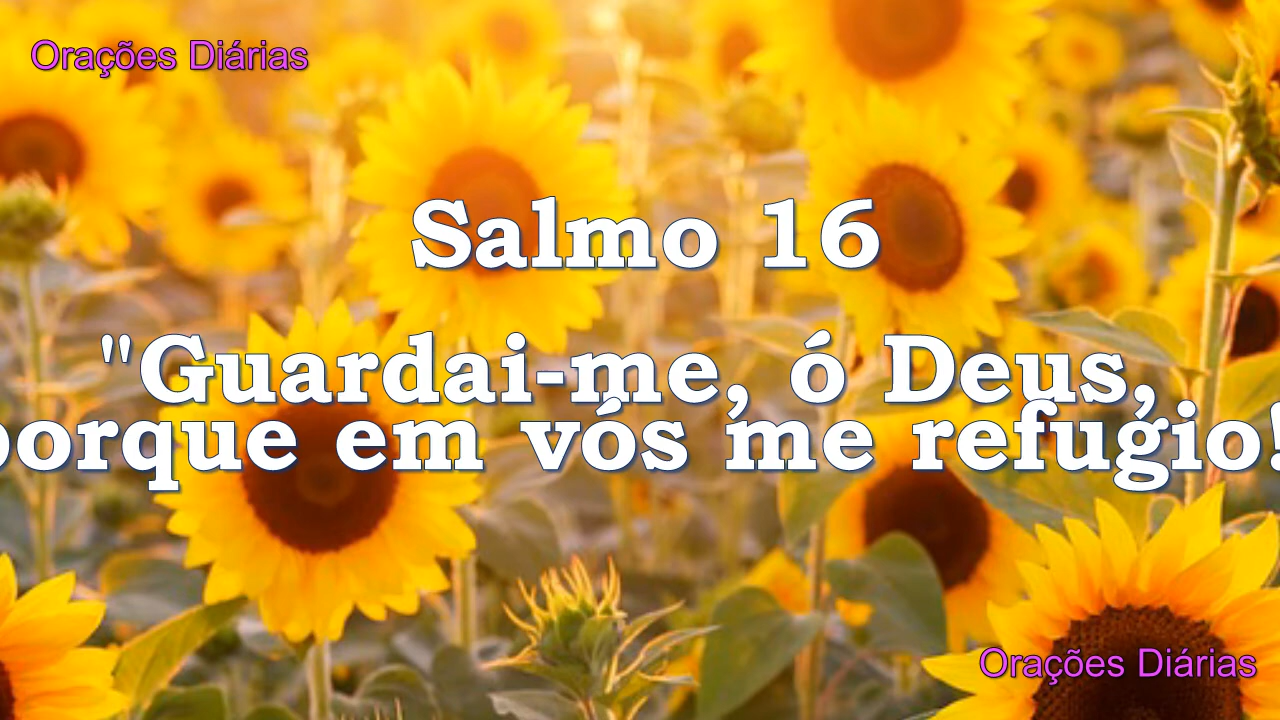 Orações Diárias
Salmo 16
"Guardai-me, ó Deus,
porque em vós me refugio!
Orações Diárias